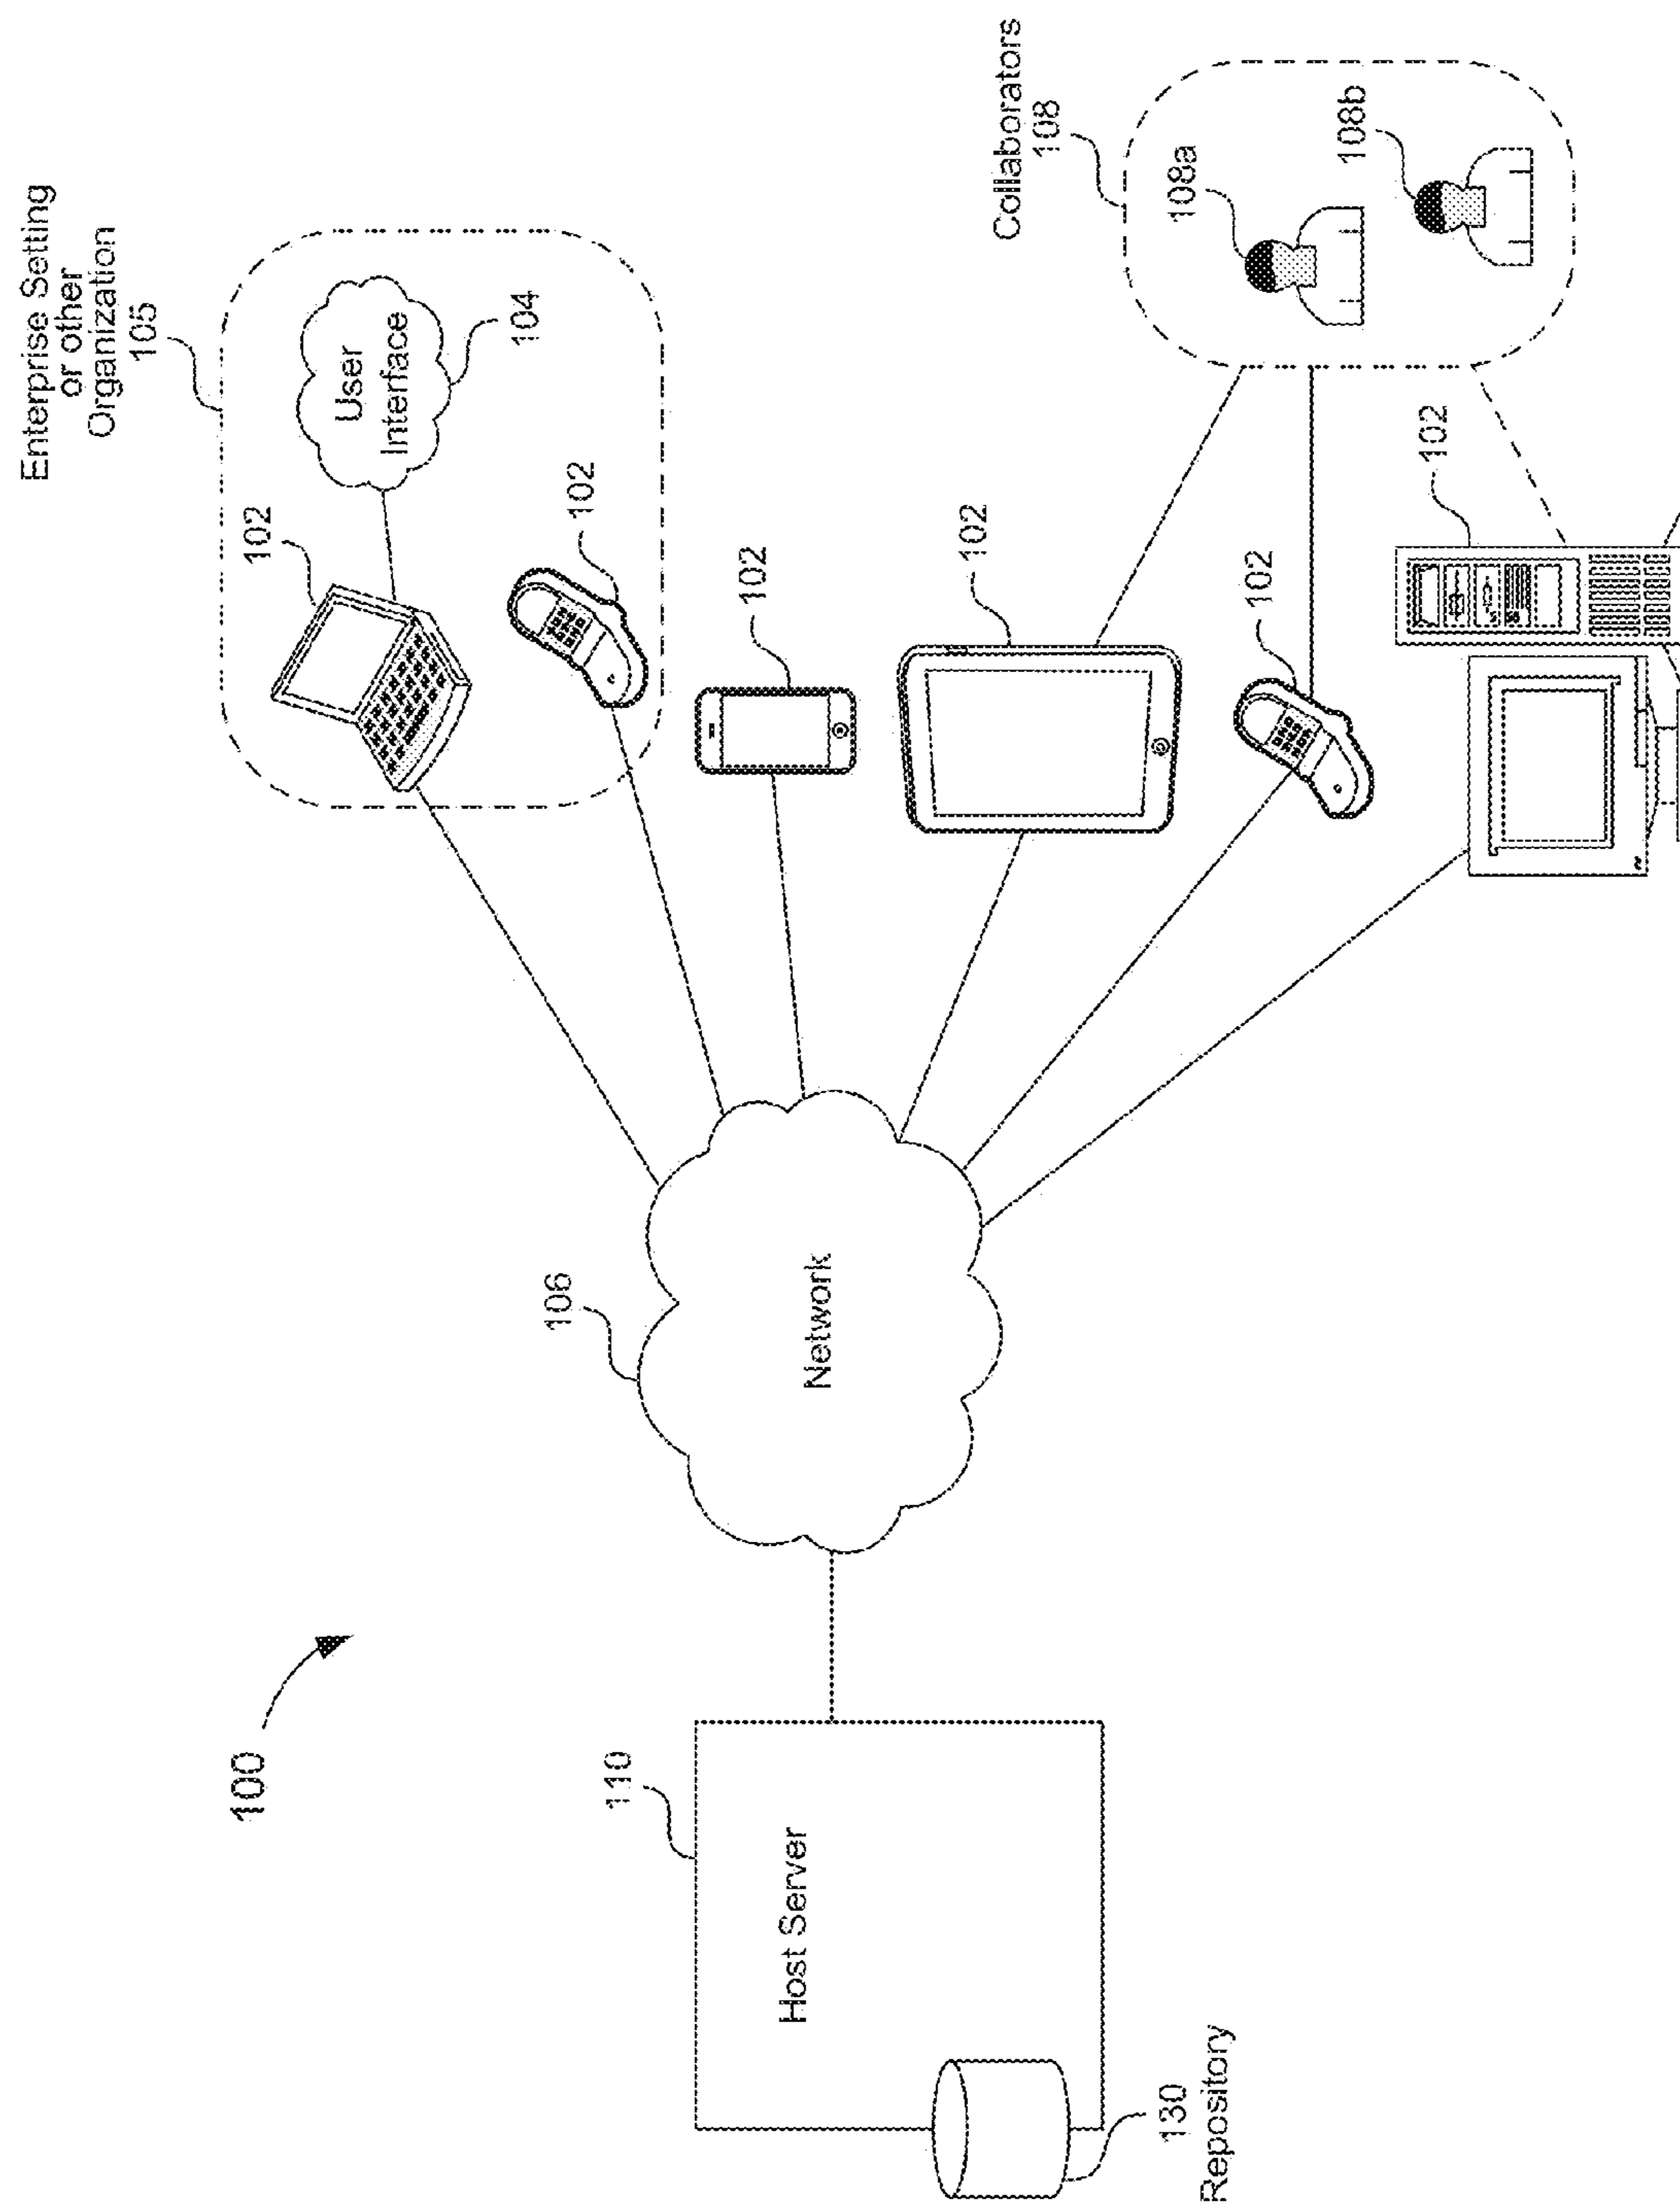 100
Enterprise Setting
or other
Organization
105
102
User
Interface
104
102
106
102
110
Host Server
Network
102
Collaborators
108
108a
108b
102
102
130
Repository